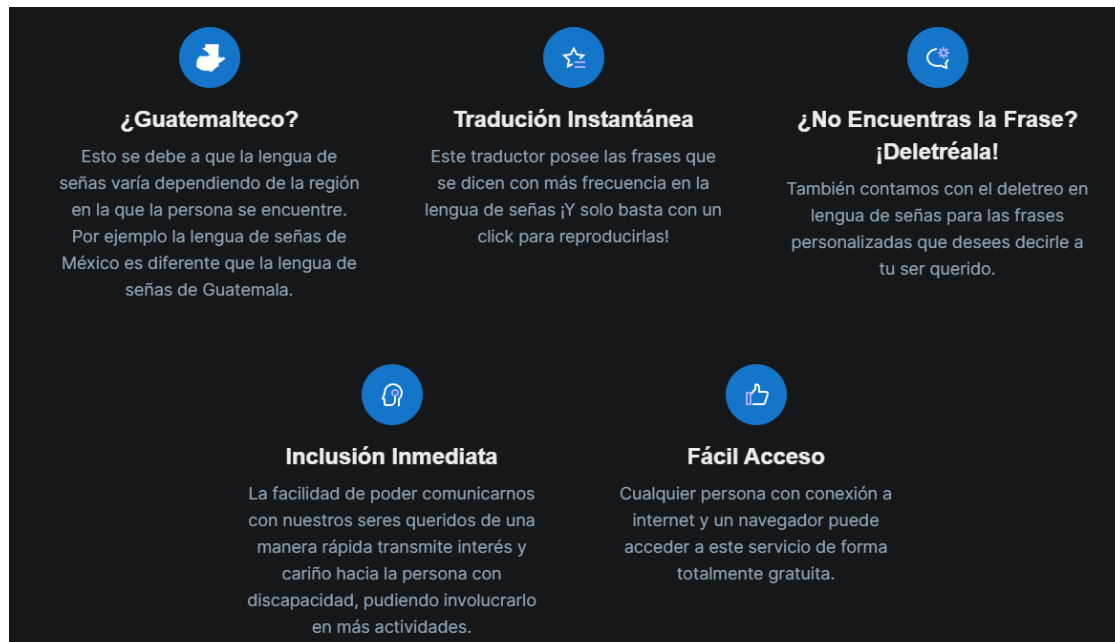 ¿Guatemalteco?
Esto se debe a que la lengua de
señas varía dependiendo de la región
en la que la persona se encuentre.
Por ejemplo la lengua de señas de
México es diferente que la lengua de
señas de Guatemala.
Tradución Instantánea
Este traductor posee las frases que
se dicen con más frecuencia en la
lengua de señas ¡Y solo basta con un
click para reproducirlas!
¿No Encuentras la Frase?
¡Deletréala!
También contamos con el deletreo en
lengua de señas para las frases
personalizadas que desees decirle a
tu ser querido.
Inclusión Inmediata
La facilidad de poder comunicarnos
con nuestros seres queridos de una
manera rápida transmite interés y
cariño hacia la persona con
discapacidad, pudiendo involucrarlo
en más actividades.
Fácil Acceso
Cualquier persona con conexión a
internet y un navegador puede
acceder a este servicio de forma
totalmente gratuita.